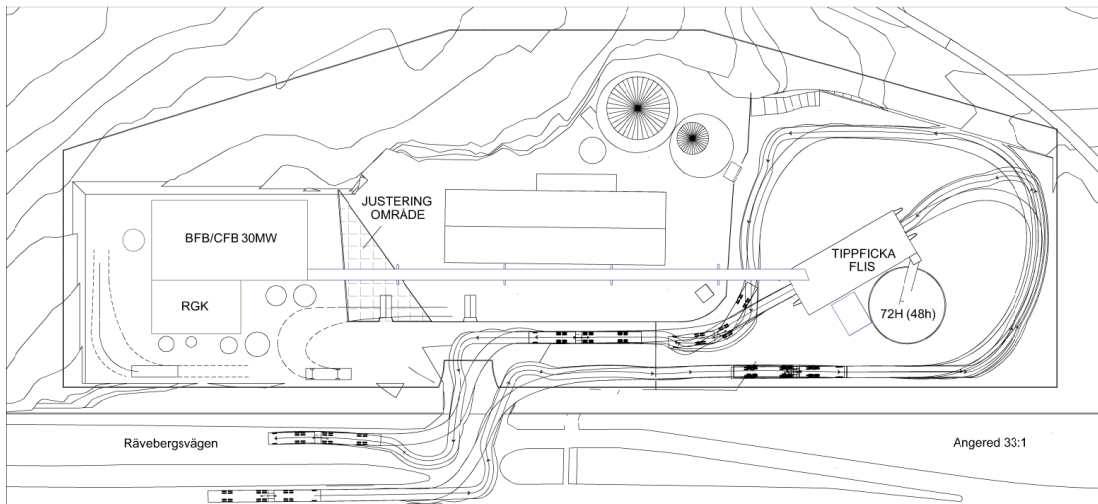 JUSTERING
OMRÅDE
BFB/CFB 30MW
TIPPFICKA
FLIS
RGK
72H (48h)
Rävebergsvägen
Angered 33:1